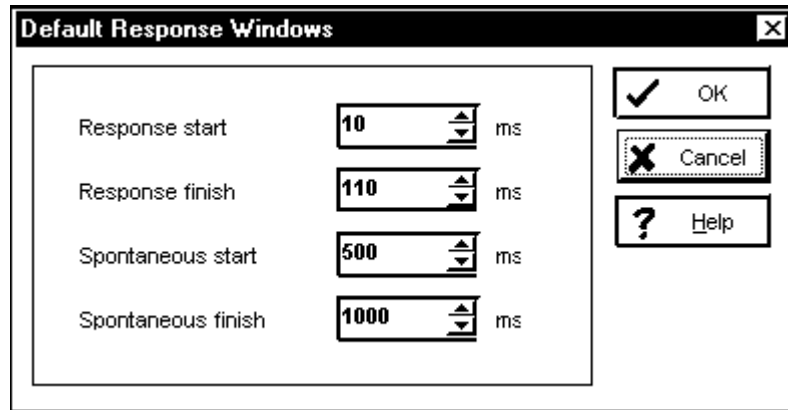 Default Response Windows
Response start 10 ms
Response finish 110 ms
Spontaneous start 500 ms
Spontaneous finish 1000 ms
OK
Cancel
Help